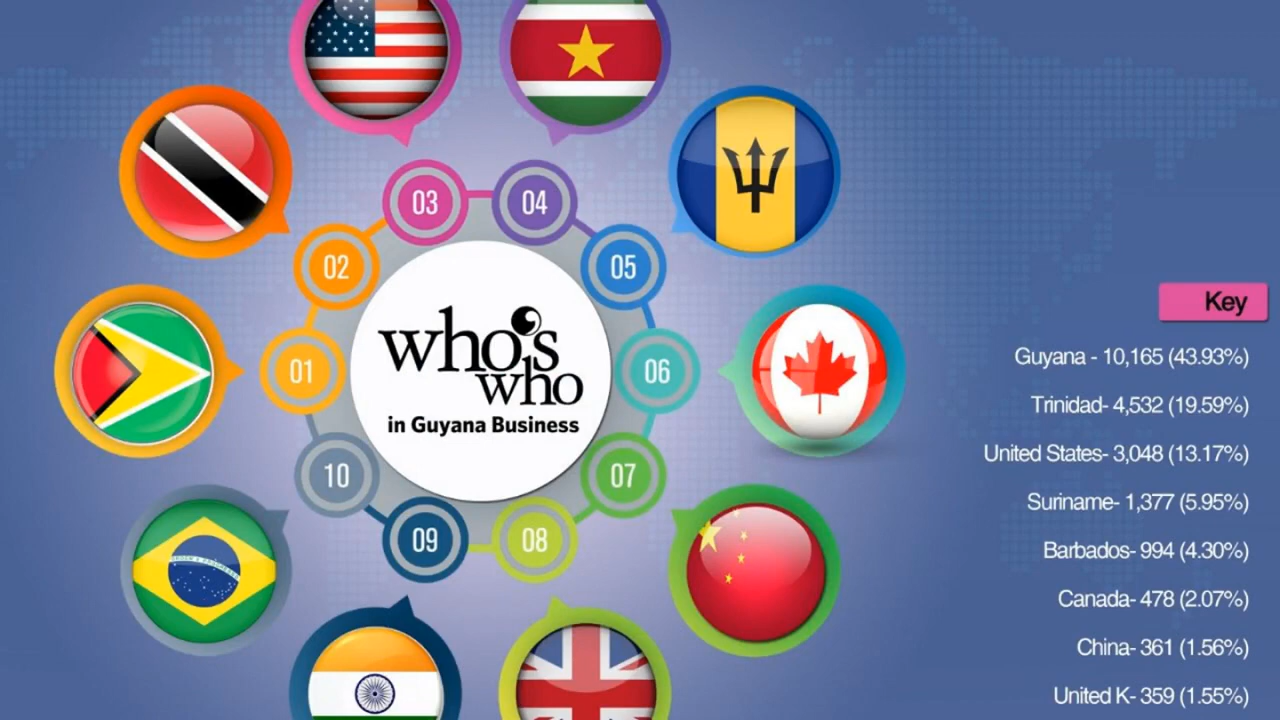 03
04
02
05
01
06
10
07
09
08
who's
who
in Guyana Business
Key
Guyana - 10,165 (43.93%)
Trinidad- 4,532 (19.59%)
United States- 3,048 (13.17%)
Suriname- 1,377 (5.95%)
Barbados- 994 (4.30%)
Canada- 478 (2.07%)
China- 361 (1.56%)
United K- 359 (1.55%)